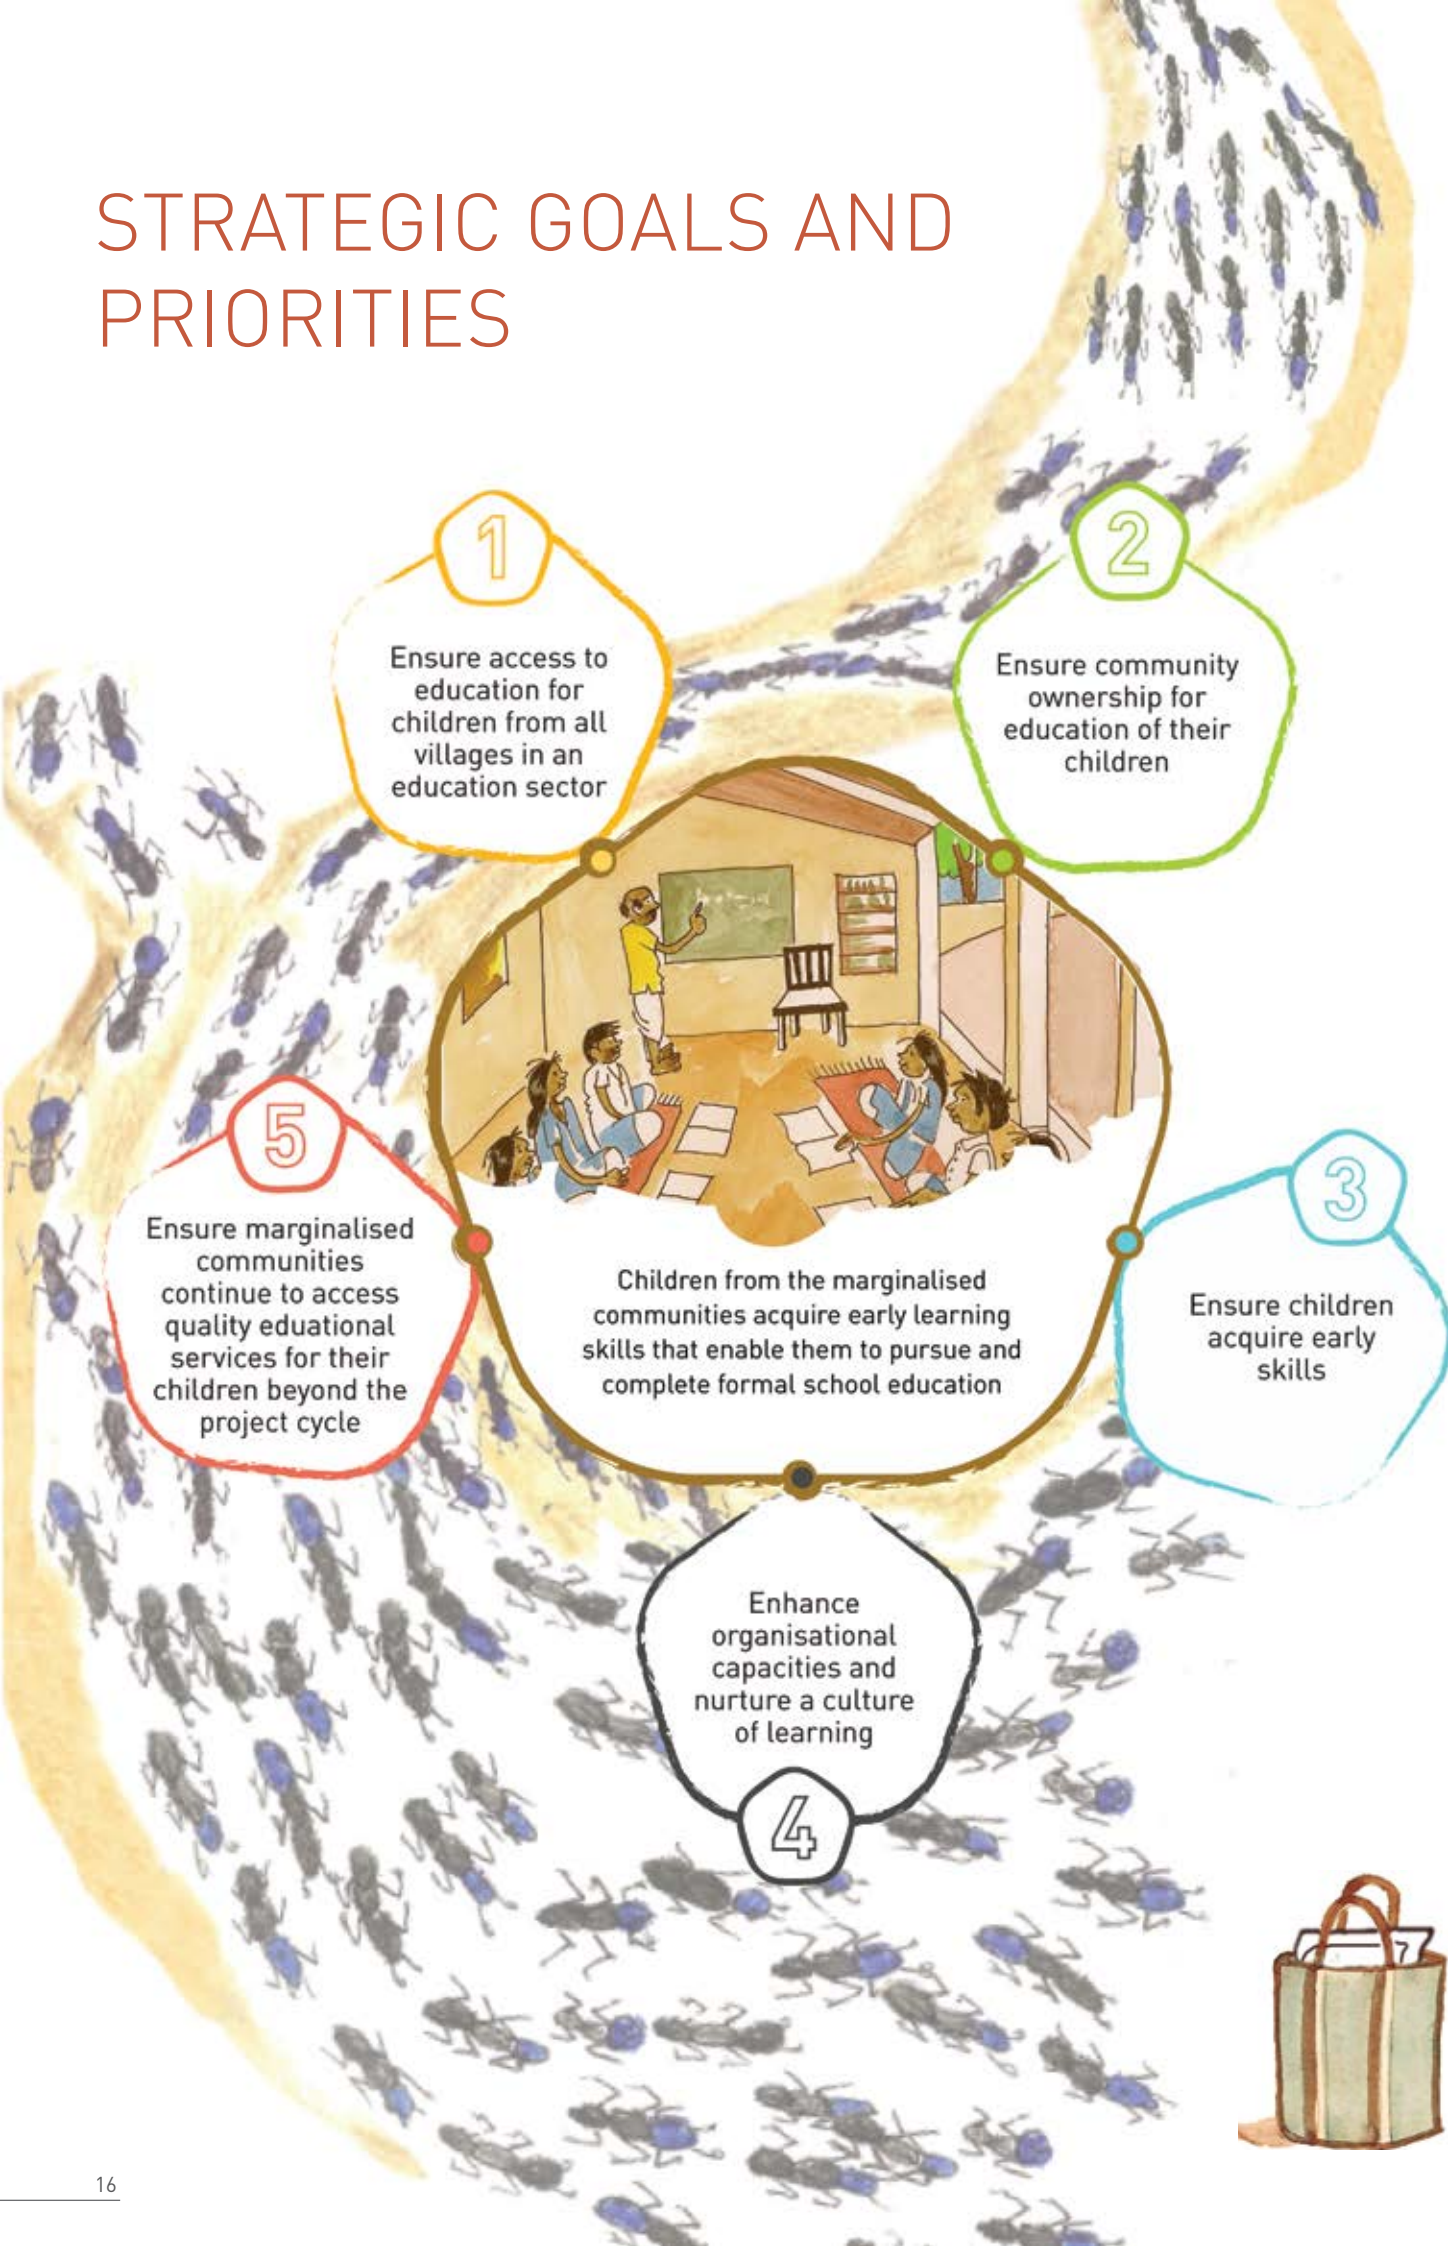 STRATEGIC GOALS AND
PRIORITIES
1
Ensure access to
education for
children from all
villages in an
education sector
2
Ensure community
ownership for
education of their
children
3
Ensure children
acquire early
skills
Children from the marginalised
communities acquire early learning
skills that enable them to pursue and
complete formal school education
5
Ensure marginalised
communities
continue to access
quality eduational
services for their
children beyond the
project cycle
Enhance
organisational
capacities and
nurture a culture
of learning
4
16